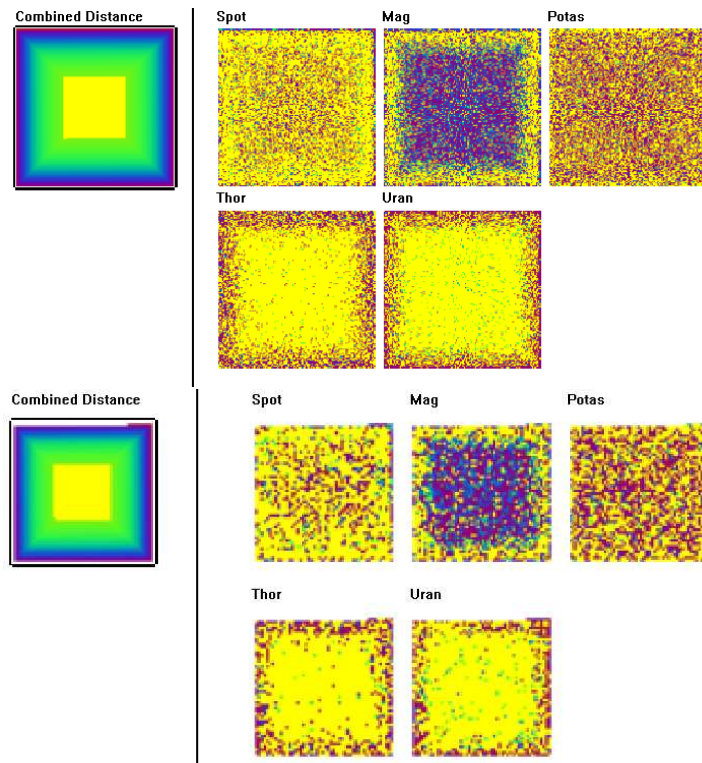 Combined Distance
Spot Mag Potas
Thor Uran
Combined Distance
Spot Mag Potas
Thor Uran